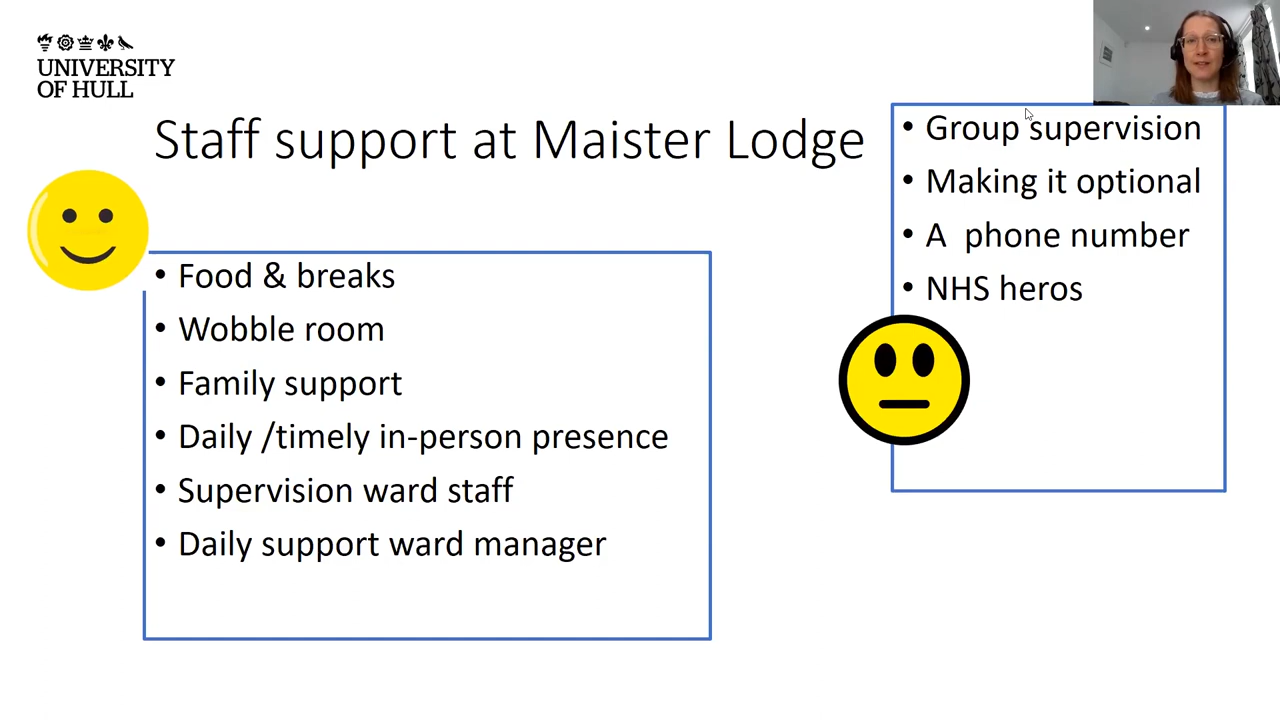 UNIVERSITY
OF HULL
Staff support at Maister Lodge
• Food & breaks
• Wobble room
• Family support
• Daily /timely in-person presence
• Supervision ward staff
• Daily support ward manager
• Group supervision
• Making it optional
• A  phone number
• NHS heros